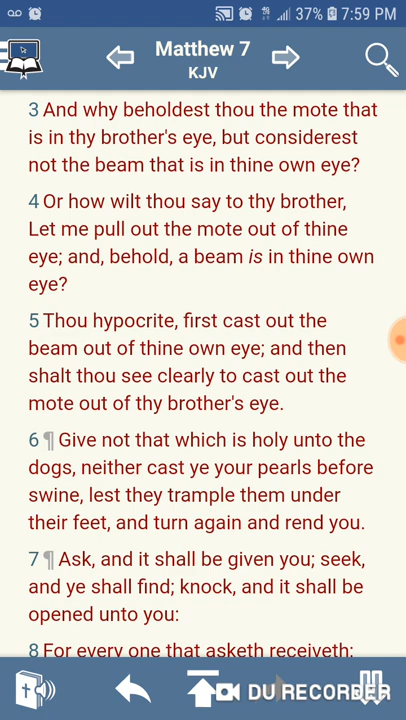 37% 7:59 PM
Matthew 7
KJV
3 And why beholdest thou the mote that
is in thy brother's eye, but considerest
not the beam that is in thine own eye?
4 Or how wilt thou say to thy brother,
Let me pull out the mote out of thine
eye; and, behold, a beam is in thine own
eye?
5 Thou hypocrite, first cast out the
beam out of thine own eye; and then
shalt thou see clearly to cast out the
mote out of thy brother's eye.
6 ¶ Give not that which is holy unto the
dogs, neither cast ye your pearls before
swine, lest they trample them under
their feet, and turn again and rend you.
7 ¶ Ask, and it shall be given you; seek,
and ye shall find; knock, and it shall be
opened unto you:
8 For every one that asketh receiveth;
DU RECORDER